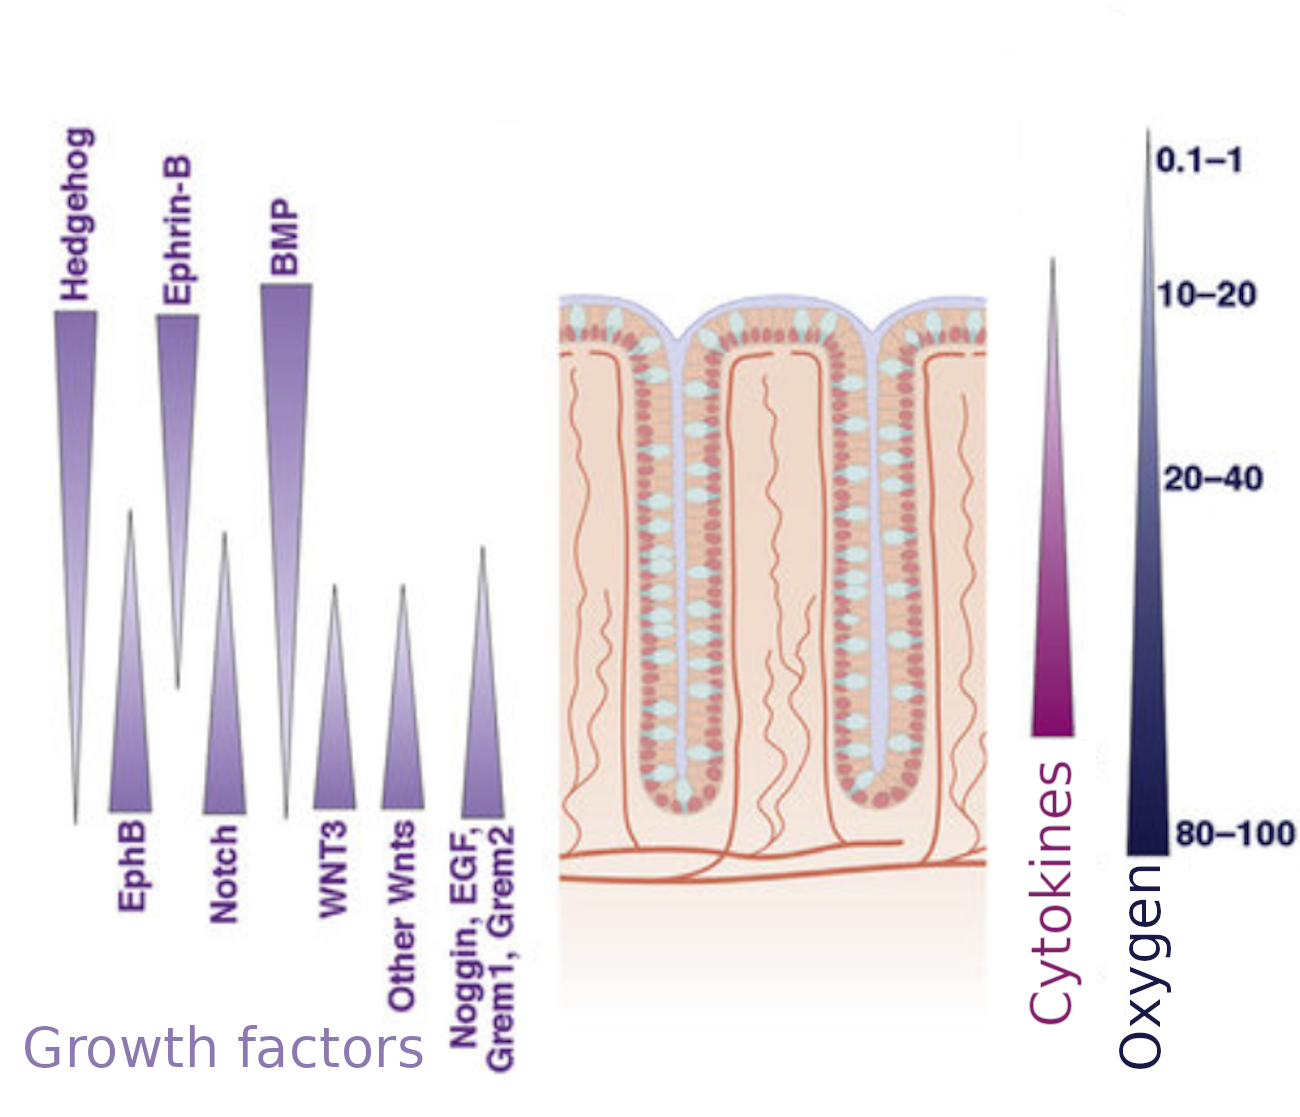 Hedgehog
Ephrin-B
BMP
EphB
Notch
WNT3
Other Wnts
Noggin, EGF,
Grem1, Grem2
Growth factors
Cytokines
Oxygen
0.1–1
10–20
20–40
80–100